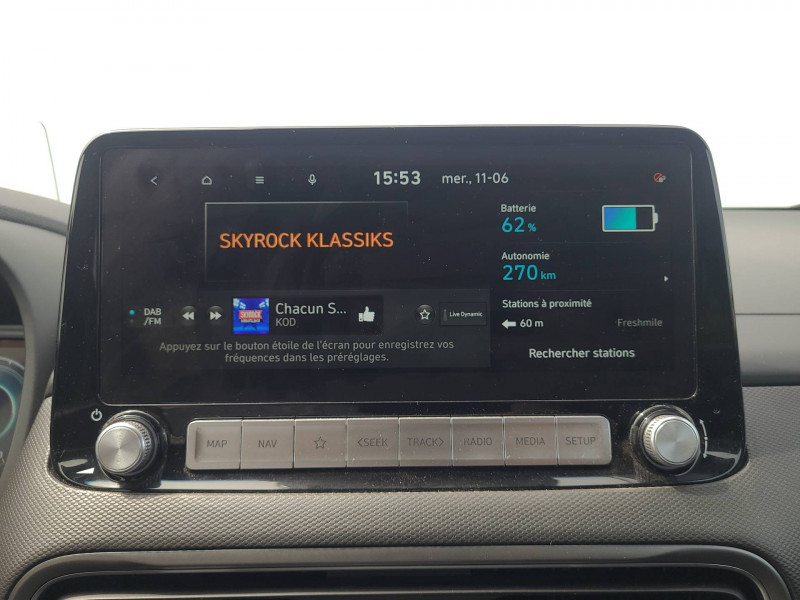 15:53 mer., 11-06
SKYROCK KLASSIKS
Batterie
62 %
Autonomie
270 km
Stations à proximité
60 m Freshmile
Rechercher stations
DAB
/FM
SKYROCK
Chacun S...
KOD
Live Dynamic
Appuyez sur le bouton étoile de l'écran pour enregistrez vos
fréquences dans les préréglages.
MAP NAV <SEEK TRACK> RADIO MEDIA SETUP